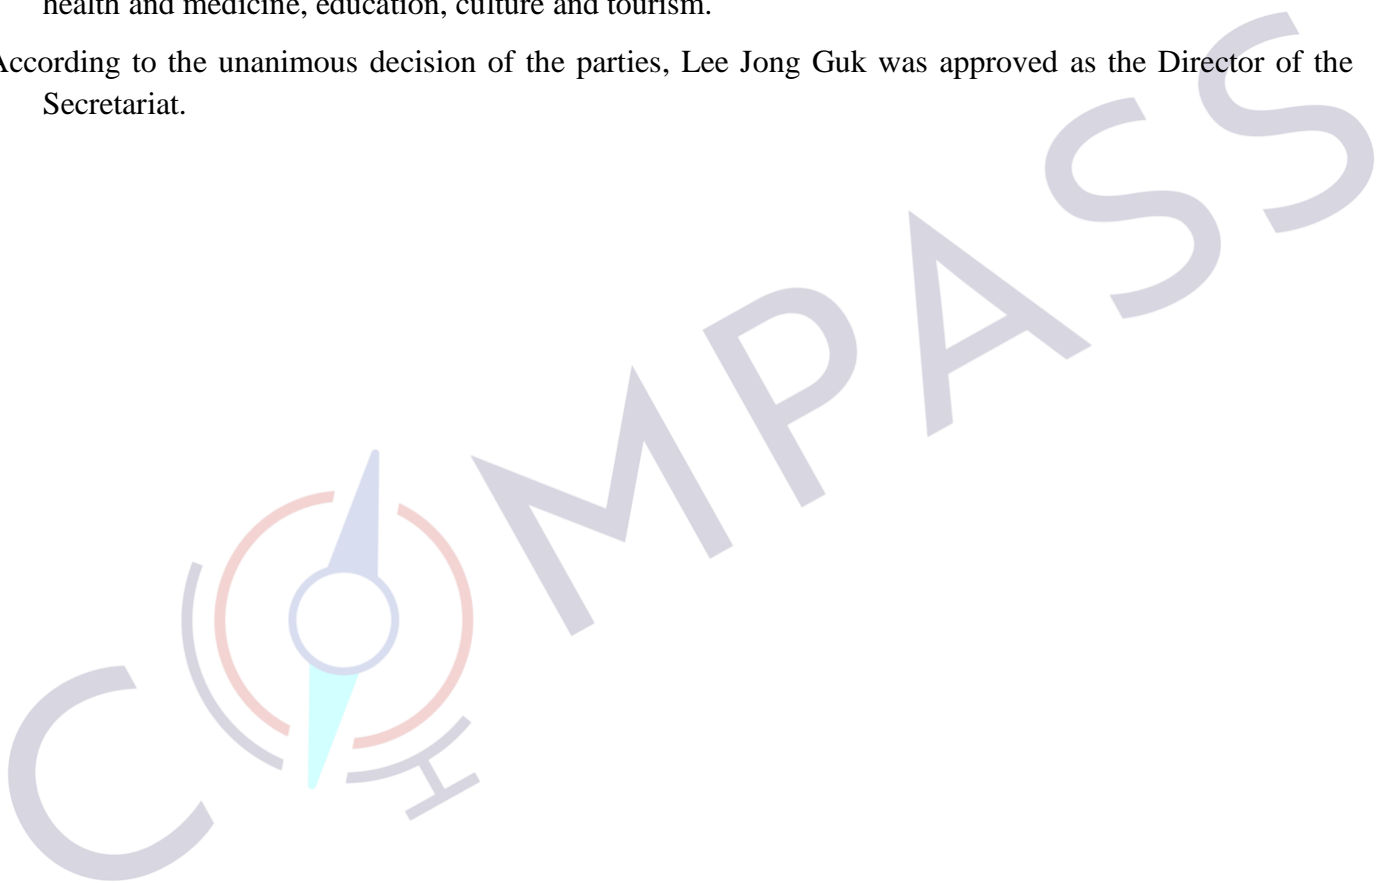 health and medicine, education, culture and tourism.
According to the unanimous decision of the parties, Lee Jong Guk was approved as the Director of the
Secretariat.
COMPASS